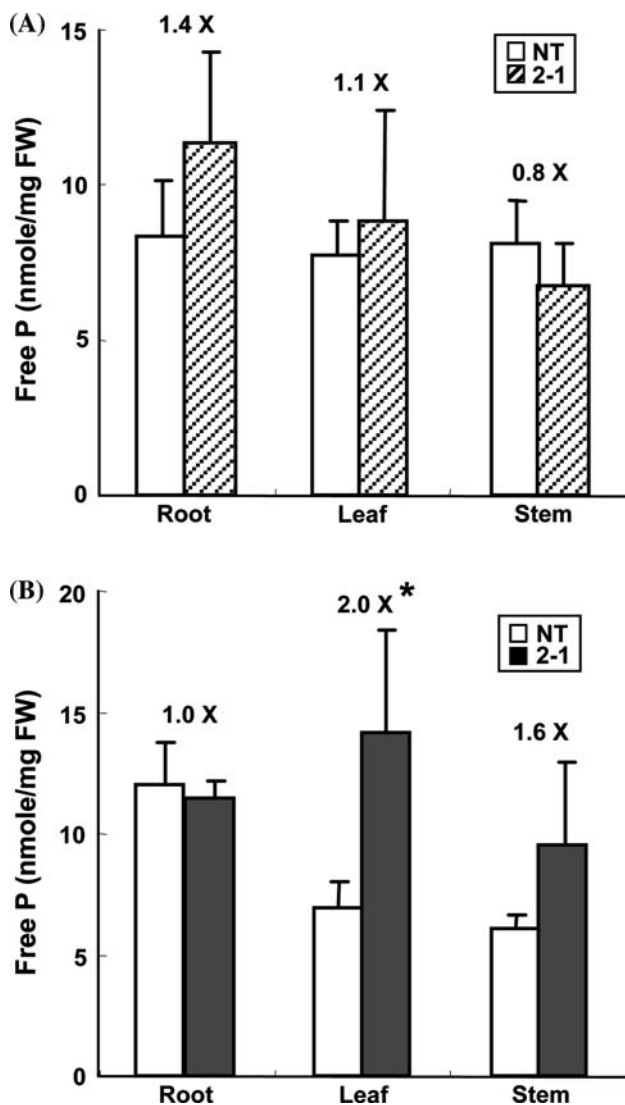 (A)
15
10
5
0
Free P (nmole/mg FW)
1.4 X
1.1 X
0.8 X
NT
2-1
Root Leaf Stem
(B)
20
15
10
5
0
Free P (nmole/mg FW)
1.0 X
2.0 X *
1.6 X
NT
2-1
Root Leaf Stem